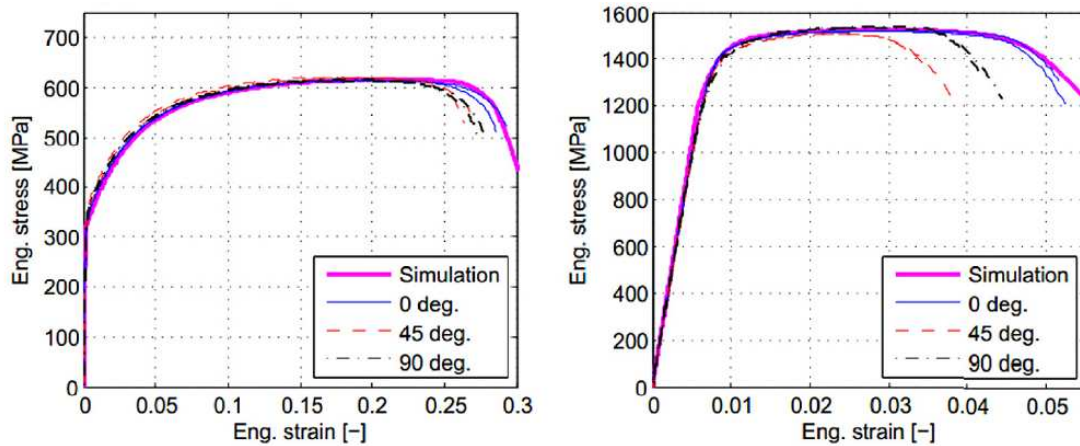 700
600
500
400
300
200
100
0
Eng. stress [MPa]
Simulation
0 deg.
45 deg.
90 deg.
0 0.05 0.1 0.15 0.2 0.25 0.3
Eng. strain [−]
1600
1400
1200
1000
800
600
400
200
0
Eng. stress [MPa]
Simulation
0 deg.
45 deg.
90 deg.
0 0.01 0.02 0.03 0.04 0.05
Eng. strain [−]